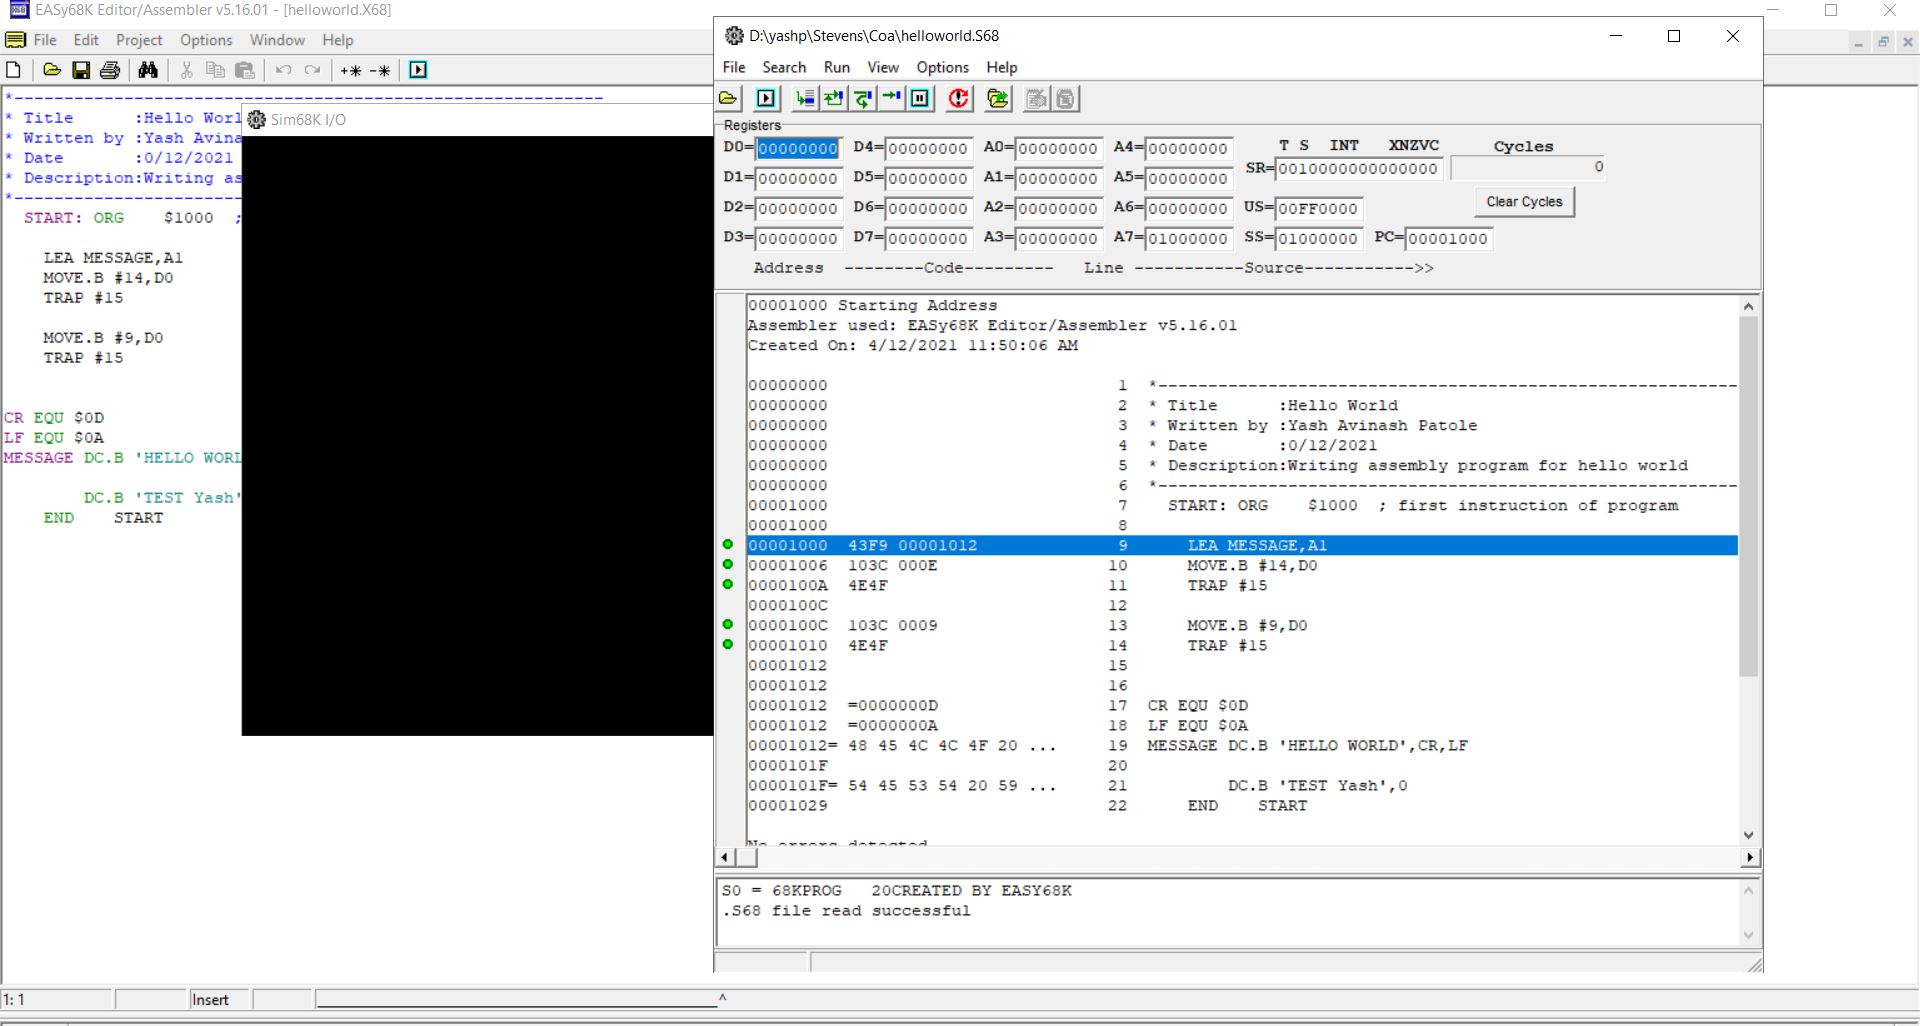 EASy68K Editor/Assembler v5.16.01 - [helloworld.X68]
File Edit Project Options Window Help
*-----------------------------------------------------------
* Title      :Hello Worl
* Written by :Yash Avina
* Date       :0/12/2021
* Description:Writing as
*-----------------------
START: ORG    $1000  ;
LEA MESSAGE,A1
MOVE.B #14,D0
TRAP #15
MOVE.B #9,D0
TRAP #15
CR EQU $0D
LF EQU $0A
MESSAGE DC.B 'HELLO WORL
DC.B 'TEST Yash'
END    START
1: 1
Insert
Sim68K I/O
D:\yashp\Stevens\Coa\helloworld.S68
File Search Run View Options Help
Registers
D0=00000000 D4=00000000 A0=00000000 A4=00000000 T S INT XNZVC Cycles
D1=00000000 D5=00000000 A1=00000000 A5=00000000 SR=0010000000000000 0
D2=00000000 D6=00000000 A2=00000000 A6=00000000 US=00FF0000 Clear Cycles
D3=00000000 D7=00000000 A3=00000000 A7=01000000 SS=01000000 PC=00001000
Address  --------Code---------   Line -----------Source----------->>
00001000 Starting Address
Assembler used: EASy68K Editor/Assembler v5.16.01
Created On: 4/12/2021 11:50:06 AM
00000000 1 *----------------------------------------------------------
00000000 2 * Title      :Hello World
00000000 3 * Written by :Yash Avinash Patole
00000000 4 * Date       :0/12/2021
00000000 5 * Description:Writing assembly program for hello world
00000000 6 *----------------------------------------------------------
00001000 7 START: ORG    $1000  ; first instruction of program
00001000 8
00001000 43F9 00001012 9 LEA MESSAGE,A1
00001006 103C 000E 10 MOVE.B #14,D0
0000100A 4E4F 11 TRAP #15
0000100C 12
0000100C 103C 0009 13 MOVE.B #9,D0
00001010 4E4F 14 TRAP #15
00001012 15
00001012 16
00001012 =0000000D 17 CR EQU $0D
00001012 =0000000A 18 LF EQU $0A
00001012= 48 45 4C 4C 4F 20 ... 19 MESSAGE DC.B 'HELLO WORLD',CR,LF
0000101F 20
0000101F= 54 45 53 54 20 59 ... 21 DC.B 'TEST Yash',0
00001029 22 END    START
No errors detected
S0 = 68KPROG   20CREATED BY EASY68K
.S68 file read successful